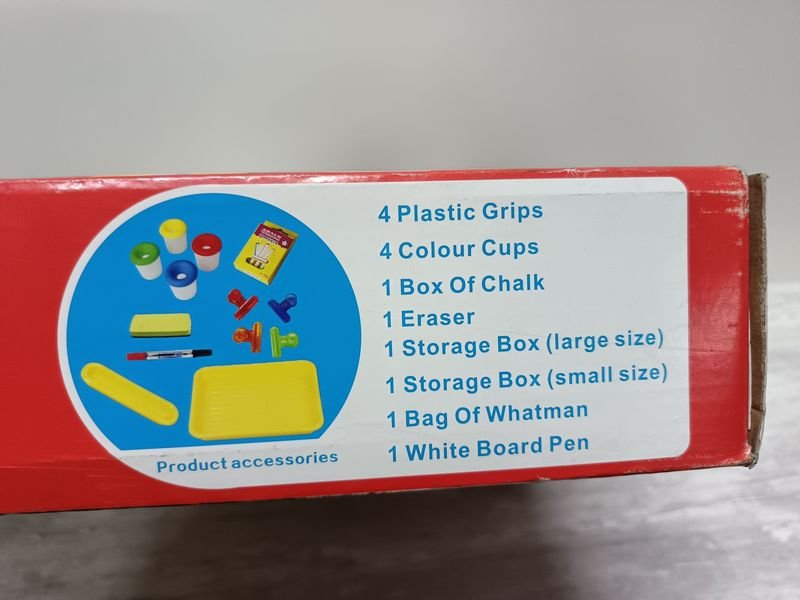 4 Plastic Grips
4 Colour Cups
1 Box Of Chalk
1 Eraser
1 Storage Box (large size)
1 Storage Box (small size)
1 Bag Of Whatman
1 White Board Pen
Product accessories